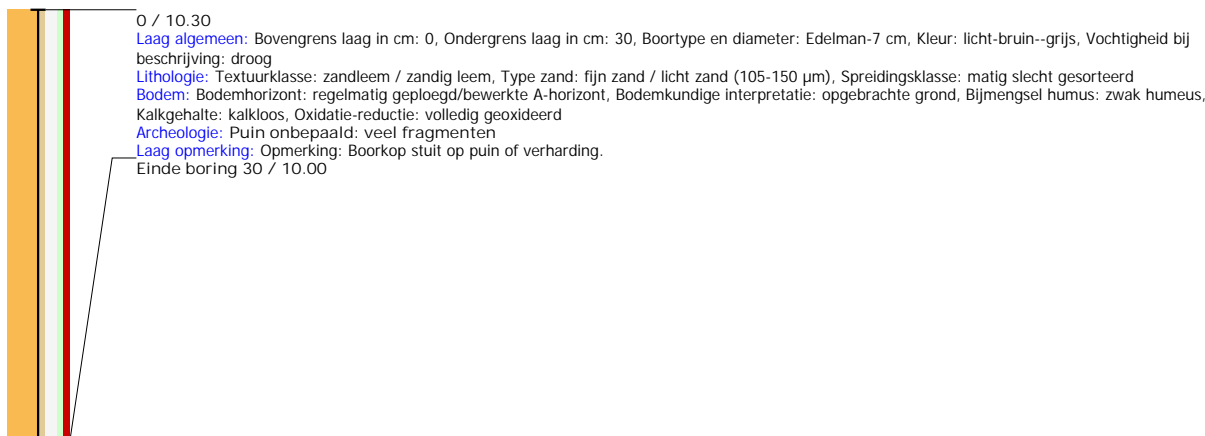 0 / 10.30
Laag algemeen: Bovengrens laag in cm: 0, Ondergrens laag in cm: 30, Boortype en diameter: Edelman-7 cm, Kleur: licht-bruin--grijs, Vochtigheid bij
beschrijving: droog
Lithologie: Textuurklasse: zandleem / zandig leem, Type zand: fijn zand / licht zand (105-150 µm), Spreidingsklasse: matig slecht gesorteerd
Bodem: Bodemhorizont: regelmatig geploegd/bewerkte A-horizont, Bodemkundige interpretatie: opgebrachte grond, Bijmengsel humus: zwak humeus,
Kalkgehalte: kalkloos, Oxidatie-reductie: volledig geoxideerd
Archeologie: Puin onbepaald: veel fragmenten
Laag opmerking: Opmerking: Boorkop stuit op puin of verharding.
Einde boring 30 / 10.00